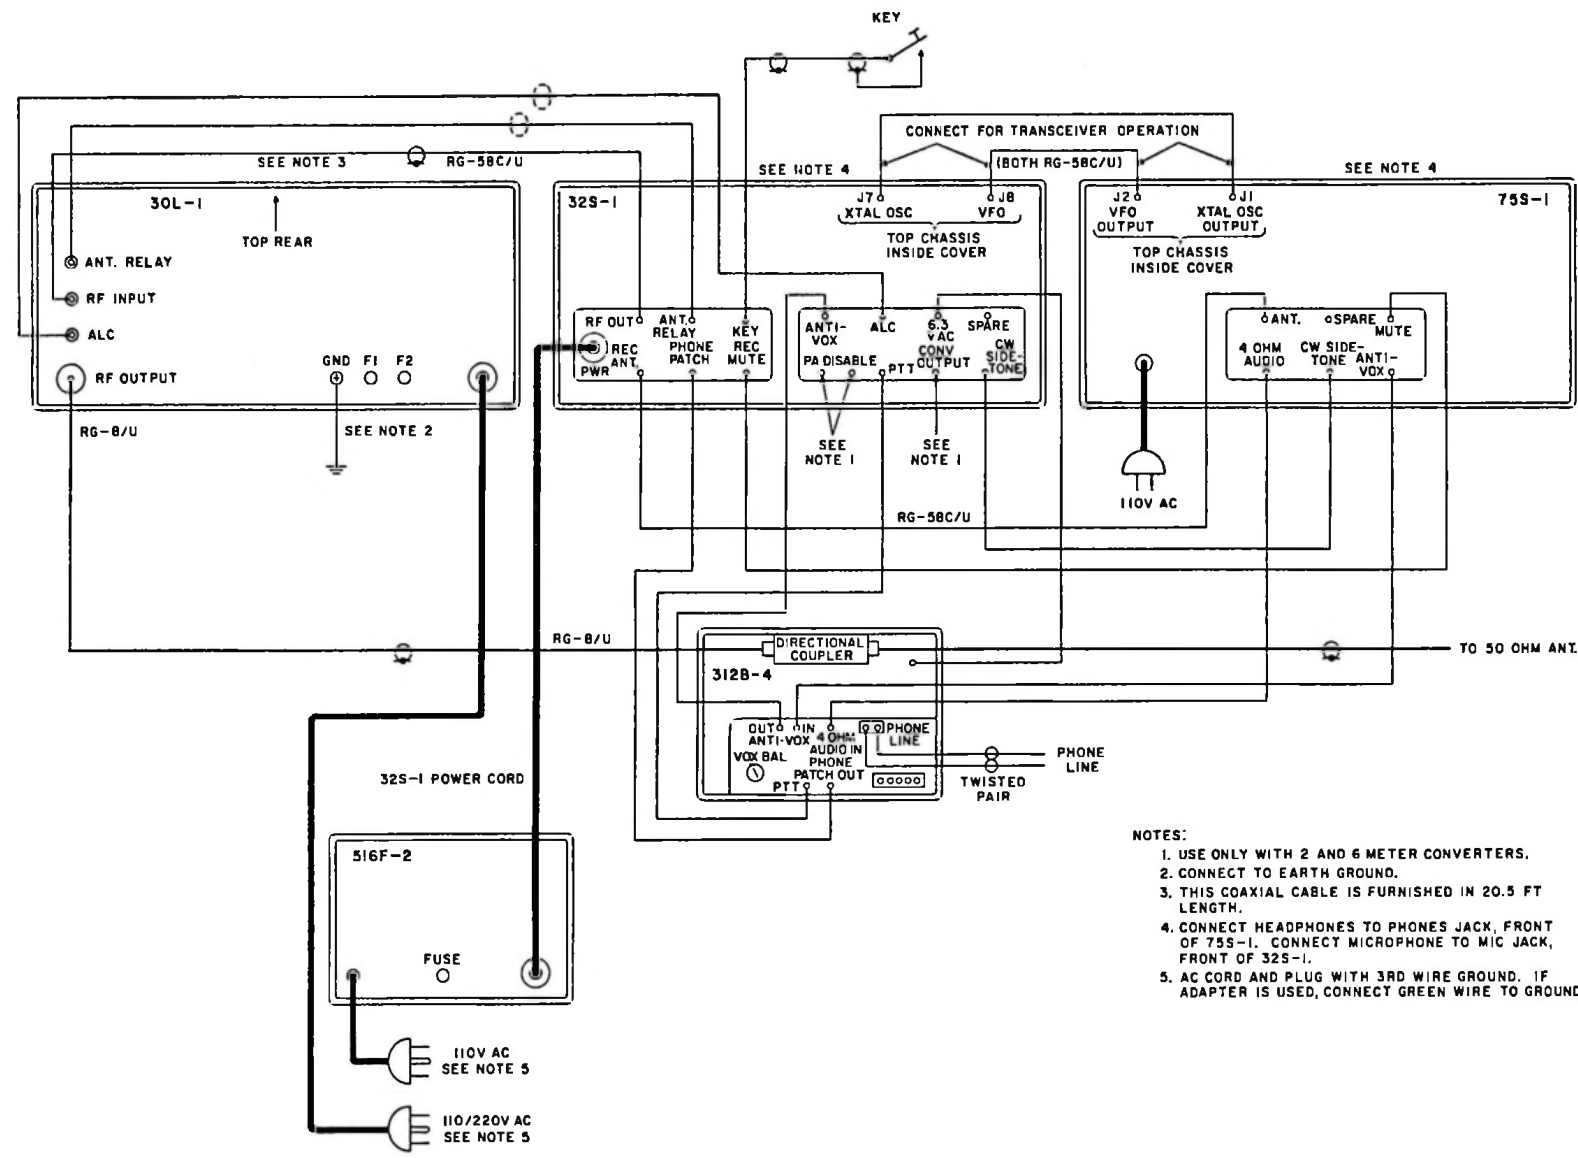 KEY
CONNECT FOR TRANSCEIVER OPERATION
(BOTH RG-58C/U)
SEE NOTE 3
RG-58C/U
SEE NOTE 4
SEE NOTE 4
30L-1
TOP REAR
ANT. RELAY
RF INPUT
ALC
RF OUTPUT
GND F1 F2
RG-8/U
SEE NOTE 2
32S-1
J7 J8
XTAL OSC VFO
TOP CHASSIS
INSIDE COVER
RF OUT
ANT.
RELAY
PHONE
PATCH
KEY
REC
MUTE
REC
ANT.
PWR
ANTI-
VOX
ALC
6.3
VAC
SPARE
CONV
OUTPUT
CW
SIDE-
TONE
PA DISABLE
PTT
SEE
NOTE 1
SEE
NOTE 1
75S-1
J2 J1
VFO
OUTPUT
XTAL OSC
OUTPUT
TOP CHASSIS
INSIDE COVER
ANT. SPARE
MUTE
4 OHM
AUDIO
CW SIDE-
TONE
ANTI-
VOX
110V AC
RG-58C/U
RG-8/U
DIRECTIONAL
COUPLER
TO 50 OHM ANT.
312B-4
OUT IN
ANTI-VOX
4 OHM
AUDIO IN
PHONE
LINE
VOX BAL
PHONE
PATCH OUT
PTT
PHONE
LINE
TWISTED
PAIR
32S-1 POWER CORD
516F-2
FUSE
110V AC
SEE NOTE 5
110/220V AC
SEE NOTE 5
NOTES:
1. USE ONLY WITH 2 AND 6 METER CONVERTERS.
2. CONNECT TO EARTH GROUND.
3. THIS COAXIAL CABLE IS FURNISHED IN 20.5 FT
LENGTH.
4. CONNECT HEADPHONES TO PHONES JACK, FRONT
OF 75S-1. CONNECT MICROPHONE TO MIC JACK,
FRONT OF 32S-1.
5. AC CORD AND PLUG WITH 3RD WIRE GROUND. IF
ADAPTER IS USED, CONNECT GREEN WIRE TO GROUND